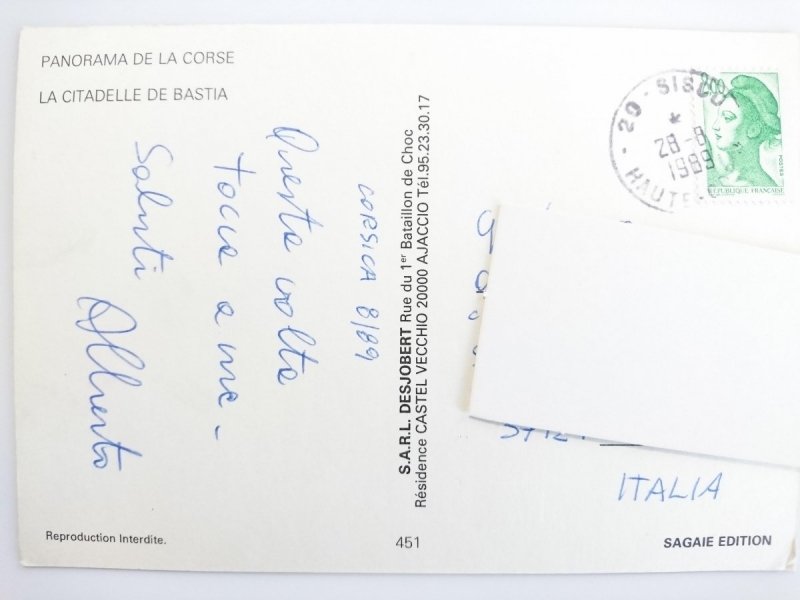 PANORAMA DE LA CORSE
LA CITADELLE DE BASTIA
CORSICA 8/89
Questa volta
tocca a me -
Saluti Alberto
S.A.R.L. DESJOBERT Rue du 1er Bataillon de Choc
Résidence CASTEL VECCHIO 20000 AJACCIO Tél.95.23.30.17
20 - SISCO
28-8
1989
HAUTE
2,00
POSTES
REPUBLIQUE FRANÇAISE
ITALIA
Reproduction Interdite.
451
SAGAIE EDITION